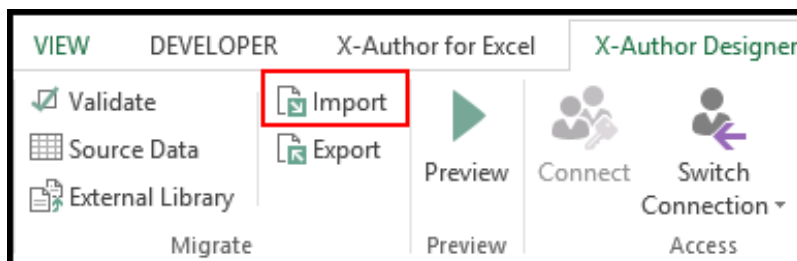 VIEW DEVELOPER X-Author for Excel X-Author Designer
Validate
Source Data
External Library
Import
Export
Migrate
Preview
Preview
Connect
Switch
Connection
Access